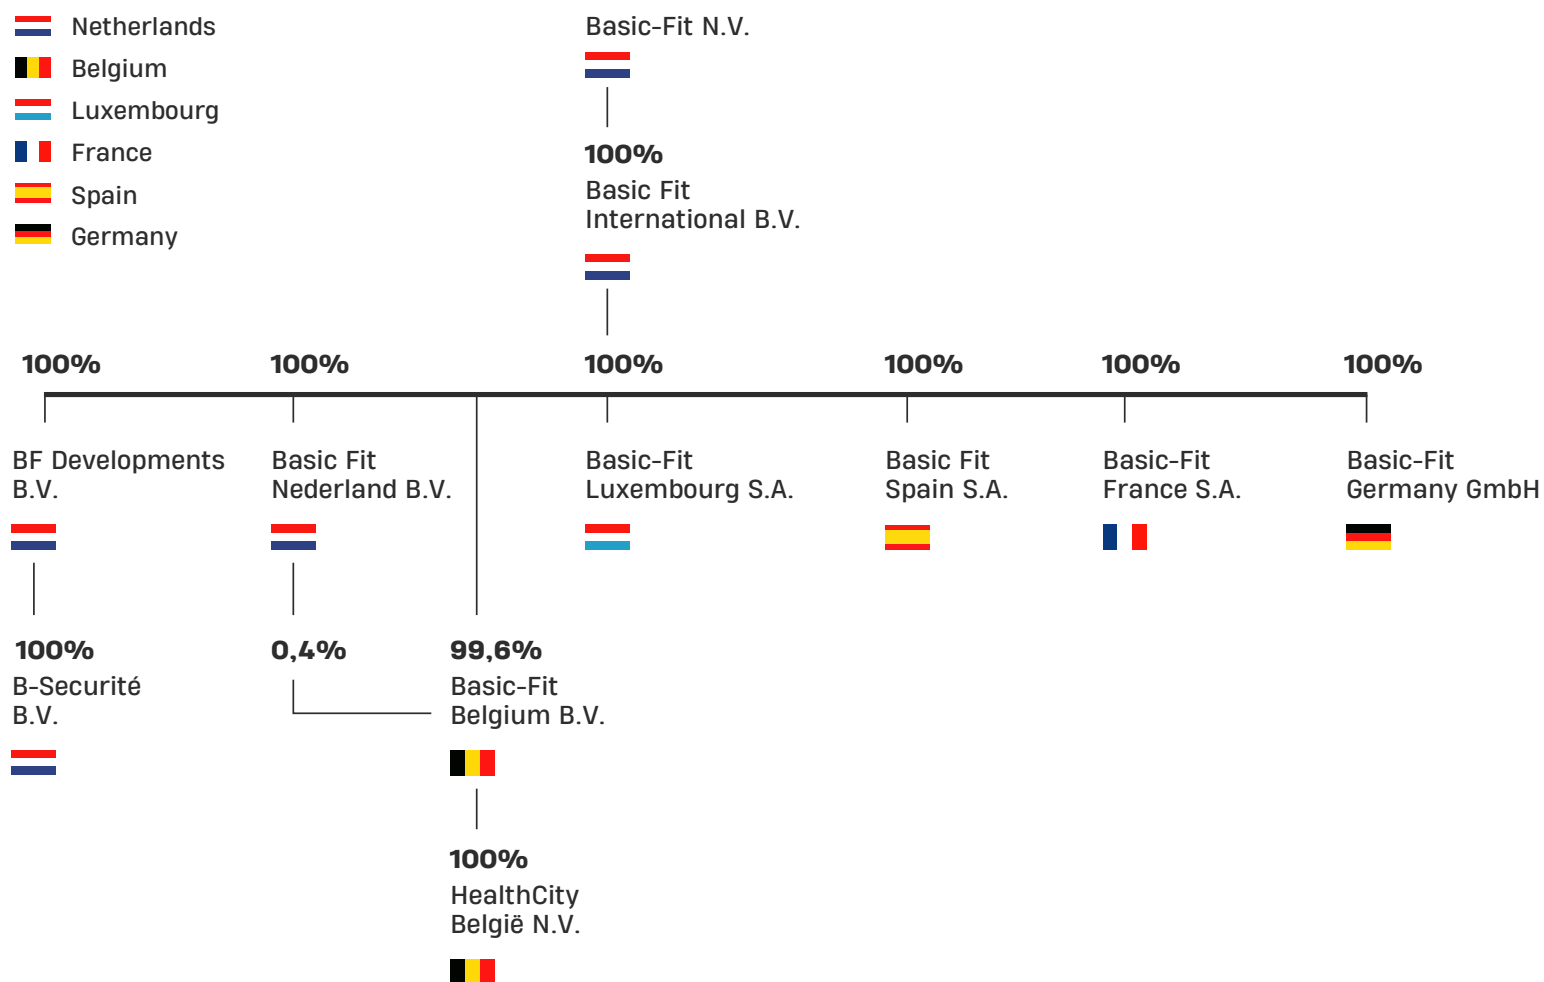 Netherlands
Belgium
Luxembourg
France
Spain
Germany
Basic-Fit N.V.
100%
Basic Fit
International B.V.
100%
100%
100%
100%
100%
100%
BF Developments
B.V.
Basic Fit
Nederland B.V.
Basic-Fit
Luxembourg S.A.
Basic Fit
Spain S.A.
Basic-Fit
France S.A.
Basic-Fit
Germany GmbH
100%
B-Securité
B.V.
0,4%
99,6%
Basic-Fit
Belgium B.V.
100%
HealthCity
België N.V.